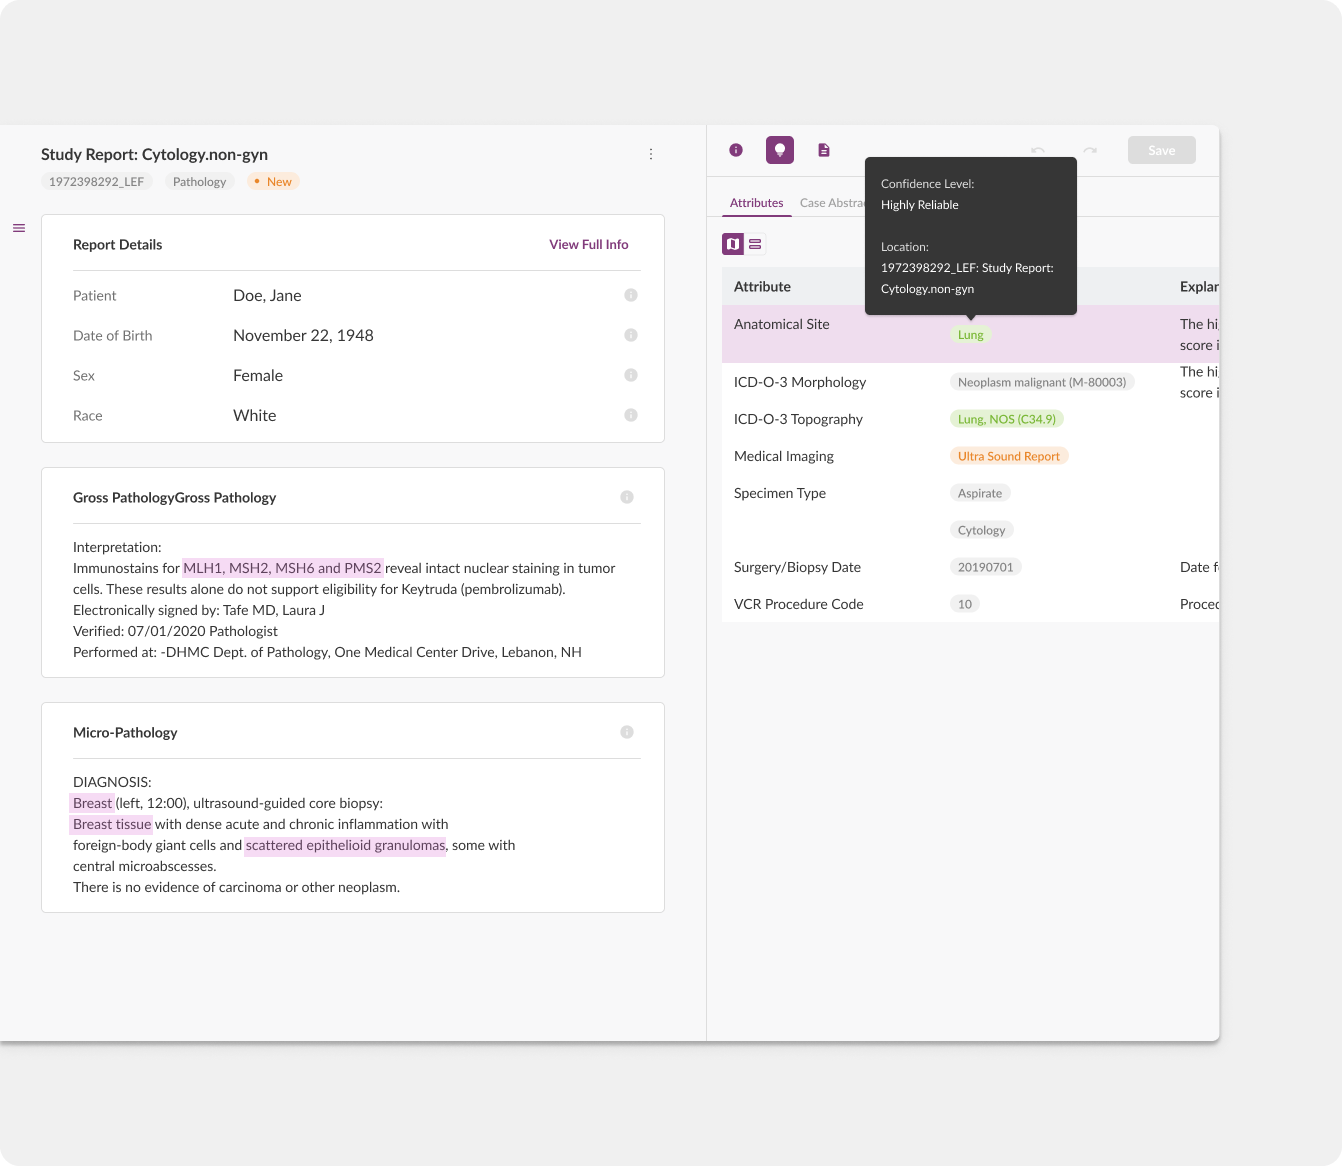 Study Report: Cytology.non-gyn
1972398292_LEF Pathology • New
Report Details View Full Info
Patient Doe, Jane
Date of Birth November 22, 1948
Sex Female
Race White
Gross PathologyGross Pathology
Interpretation:
Immunostains for MLH1, MSH2, MSH6 and PMS2 reveal intact nuclear staining in tumor
cells. These results alone do not support eligibility for Keytruda (pembrolizumab).
Electronically signed by: Tafe MD, Laura J
Verified: 07/01/2020 Pathologist
Performed at: -DHMC Dept. of Pathology, One Medical Center Drive, Lebanon, NH
Micro-Pathology
DIAGNOSIS:
Breast (left, 12:00), ultrasound-guided core biopsy:
Breast tissue with dense acute and chronic inflammation with
foreign-body giant cells and scattered epithelioid granulomas, some with
central microabscesses.
There is no evidence of carcinoma or other neoplasm.
Save
Attributes Case Abstra
Confidence Level:
Highly Reliable
Location:
1972398292_LEF: Study Report:
Cytology.non-gyn
Attribute Explar
Anatomical Site Lung The hi
score i
ICD-O-3 Morphology Neoplasm malignant (M-80003) The hi
score i
ICD-O-3 Topography Lung, NOS (C34.9)
Medical Imaging Ultra Sound Report
Specimen Type Aspirate
Cytology
Surgery/Biopsy Date 20190701 Date f
VCR Procedure Code 10 Proced